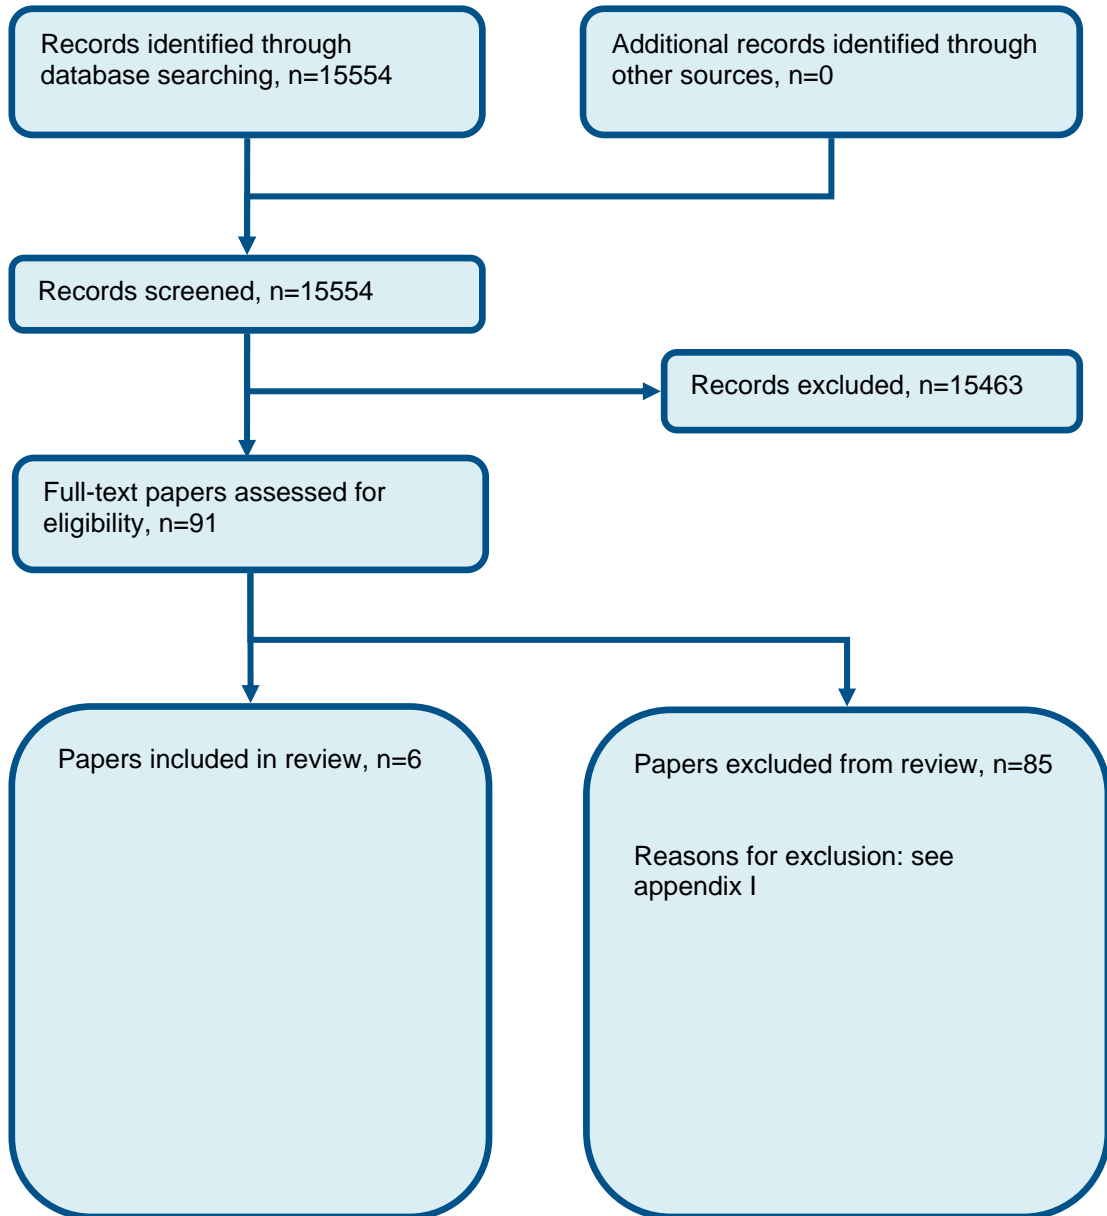 Records identified through
database searching, n=15554
Additional records identified through
other sources, n=0
Records screened, n=15554
Records excluded, n=15463
Full-text papers assessed for
eligibility, n=91
Papers included in review, n=6
Papers excluded from review, n=85
Reasons for exclusion: see
appendix I